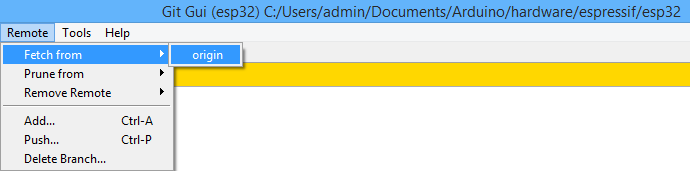 Git Gui (esp32) C:/Users/admin/Documents/Arduino/hardware/espressif/esp32
Remote Tools Help
Fetch from origin
Prune from
Remove Remote
Add... Ctrl-A
Push... Ctrl-P
Delete Branch...